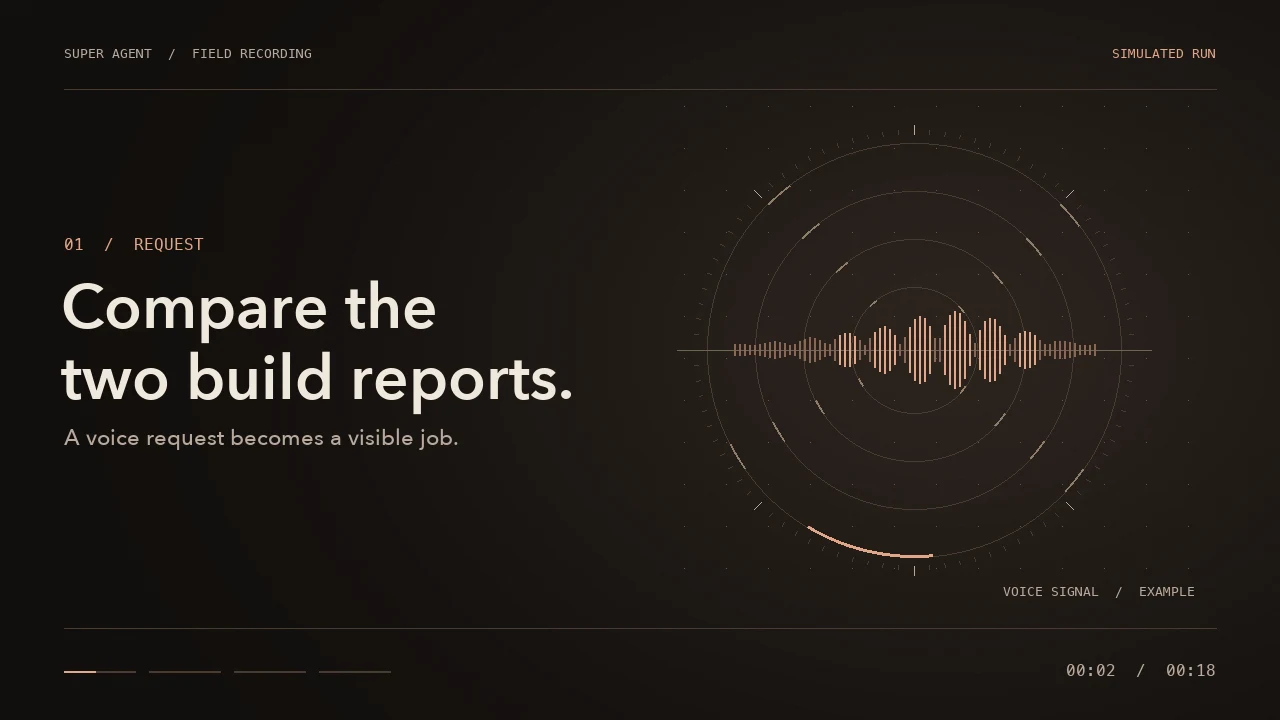 SUPER AGENT / FIELD RECORDING
SIMULATED RUN
01 / REQUEST
Compare the
two build reports.
A voice request becomes a visible job.
VOICE SIGNAL / EXAMPLE
00:02 / 00:18